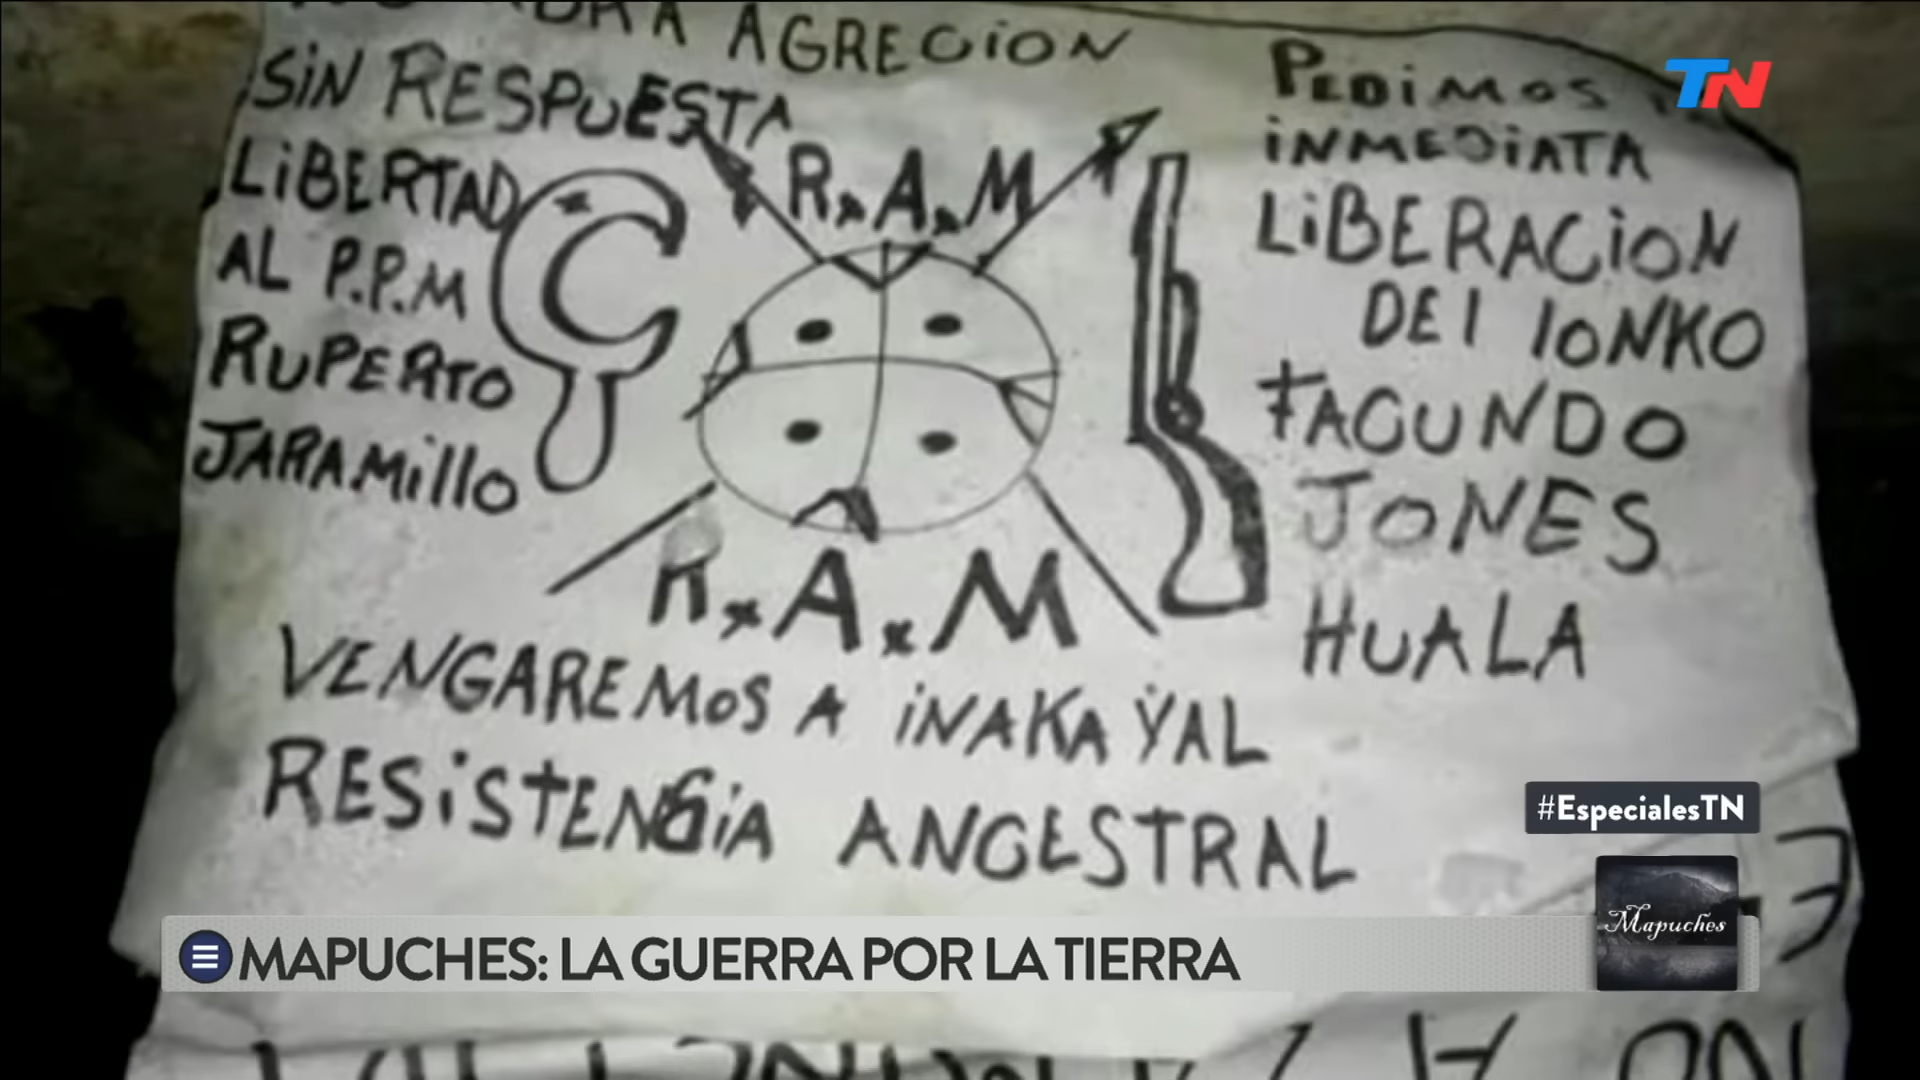 AGRECION
SIN RESPUESTA
LIBERTAD
AL P.P.M
RUPERTO
JARAMILLO
R.A.M
R.A.M
PEDIMOS
INMEDIATA
LIBERACION
DEl lONKO
FACUNDO
JONES
HUALA
VENGAREMOS A INAKAYAL
RESISTENCIA ANCESTRAL
TN
#EspecialesTN
Mapuches
MAPUCHES: LA GUERRA POR LA TIERRA